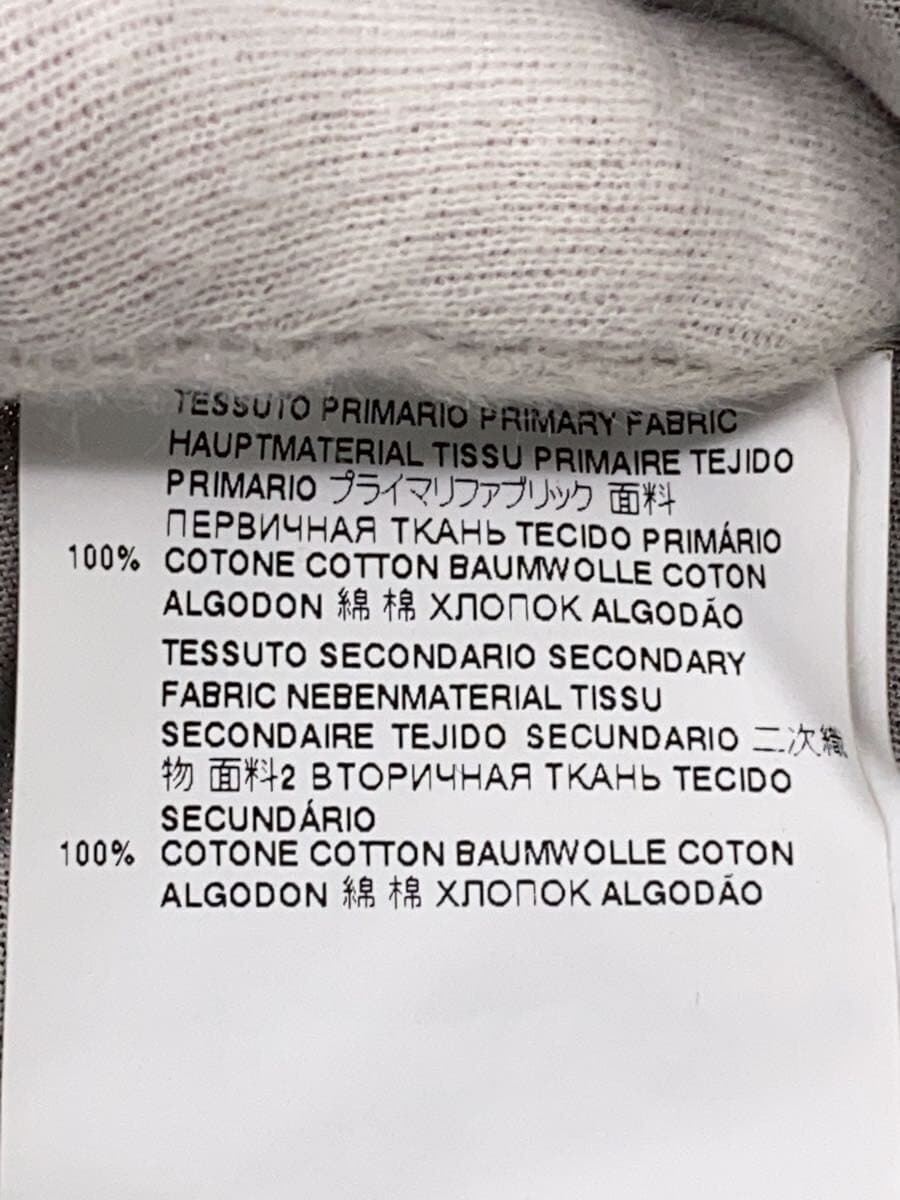 TESSUTO PRIMARIO PRIMARY FABRIC
HAUPTMATERIAL TISSU PRIMAIRE TEJIDO
PRIMARIO プライマリファブリック 面料
ПЕРВИЧНАЯ ТКАНЬ TECIDO PRIMÁRIO
100% COTONE COTTON BAUMWOLLE COTON
ALGODON 綿 棉 ХЛОПОК ALGODÃO
TESSUTO SECONDARIO SECONDARY
FABRIC NEBENMATERIAL TISSU
SECONDAIRE TEJIDO SECUNDARIO 二次織
物 面料2 ВТОРИЧНАЯ ТКАНЬ TECIDO
SECUNDÁRIO
100% COTONE COTTON BAUMWOLLE COTON
ALGODON 綿 棉 ХЛОПОК ALGODÃO